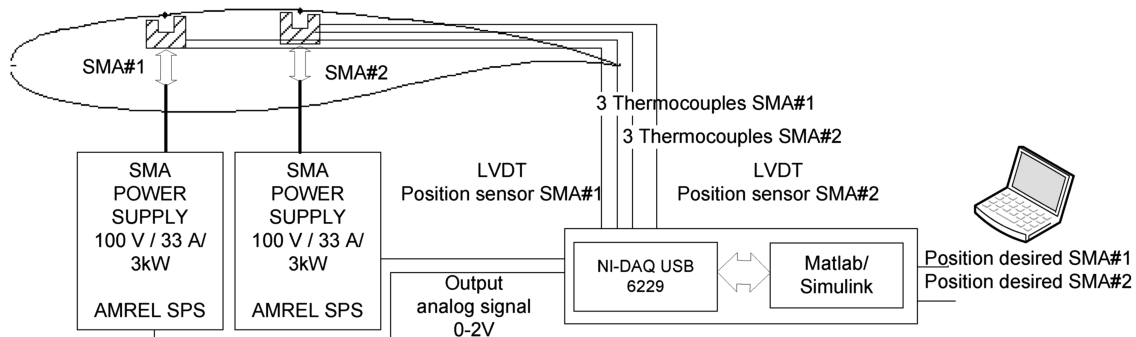 SMA#1
SMA#2
3 Thermocouples SMA#1
3 Thermocouples SMA#2
SMA
POWER
SUPPLY
100 V / 33 A/
3kW
AMREL SPS
SMA
POWER
SUPPLY
100 V / 33 A/
3kW
AMREL SPS
LVDT
Position sensor SMA#1
LVDT
Position sensor SMA#2
Output
analog signal
0-2V
NI-DAQ USB
6229
Matlab/
Simulink
Position desired SMA#1
Position desired SMA#2